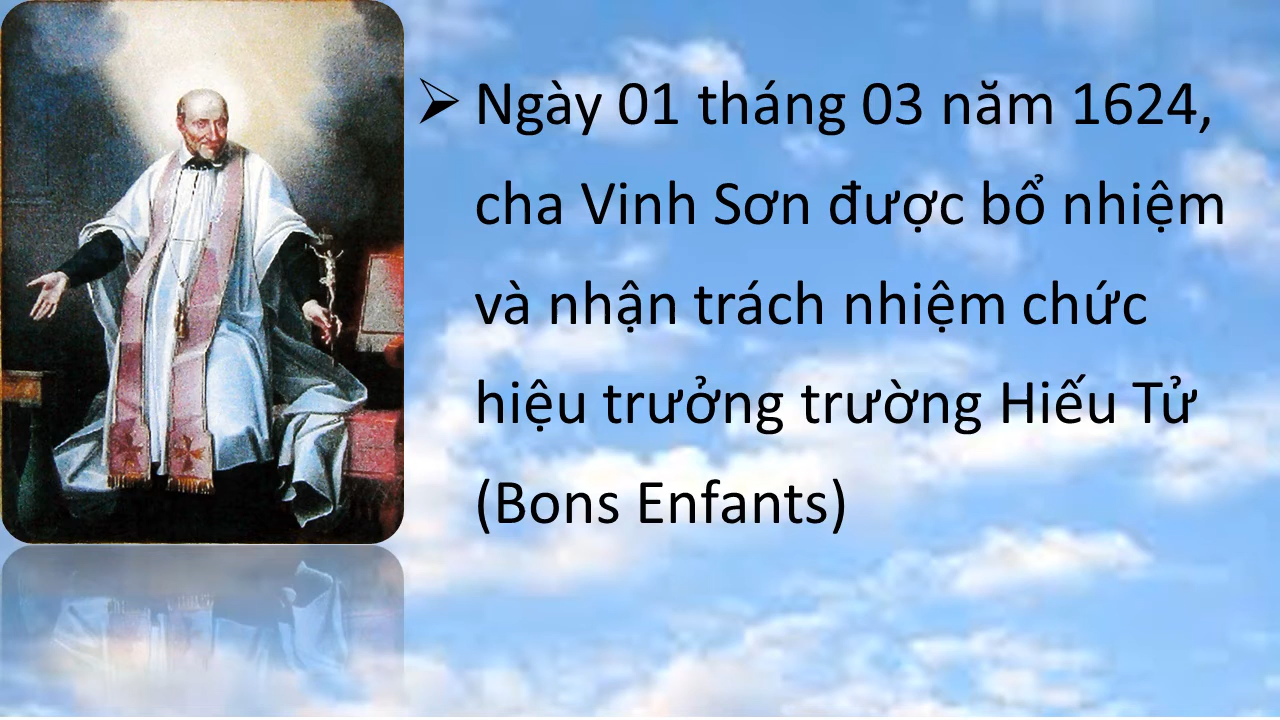 ➢ Ngày 01 tháng 03 năm 1624,
cha Vinh Sơn được bổ nhiệm
và nhận trách nhiệm chức
hiệu trưởng trường Hiếu Tử
(Bons Enfants)